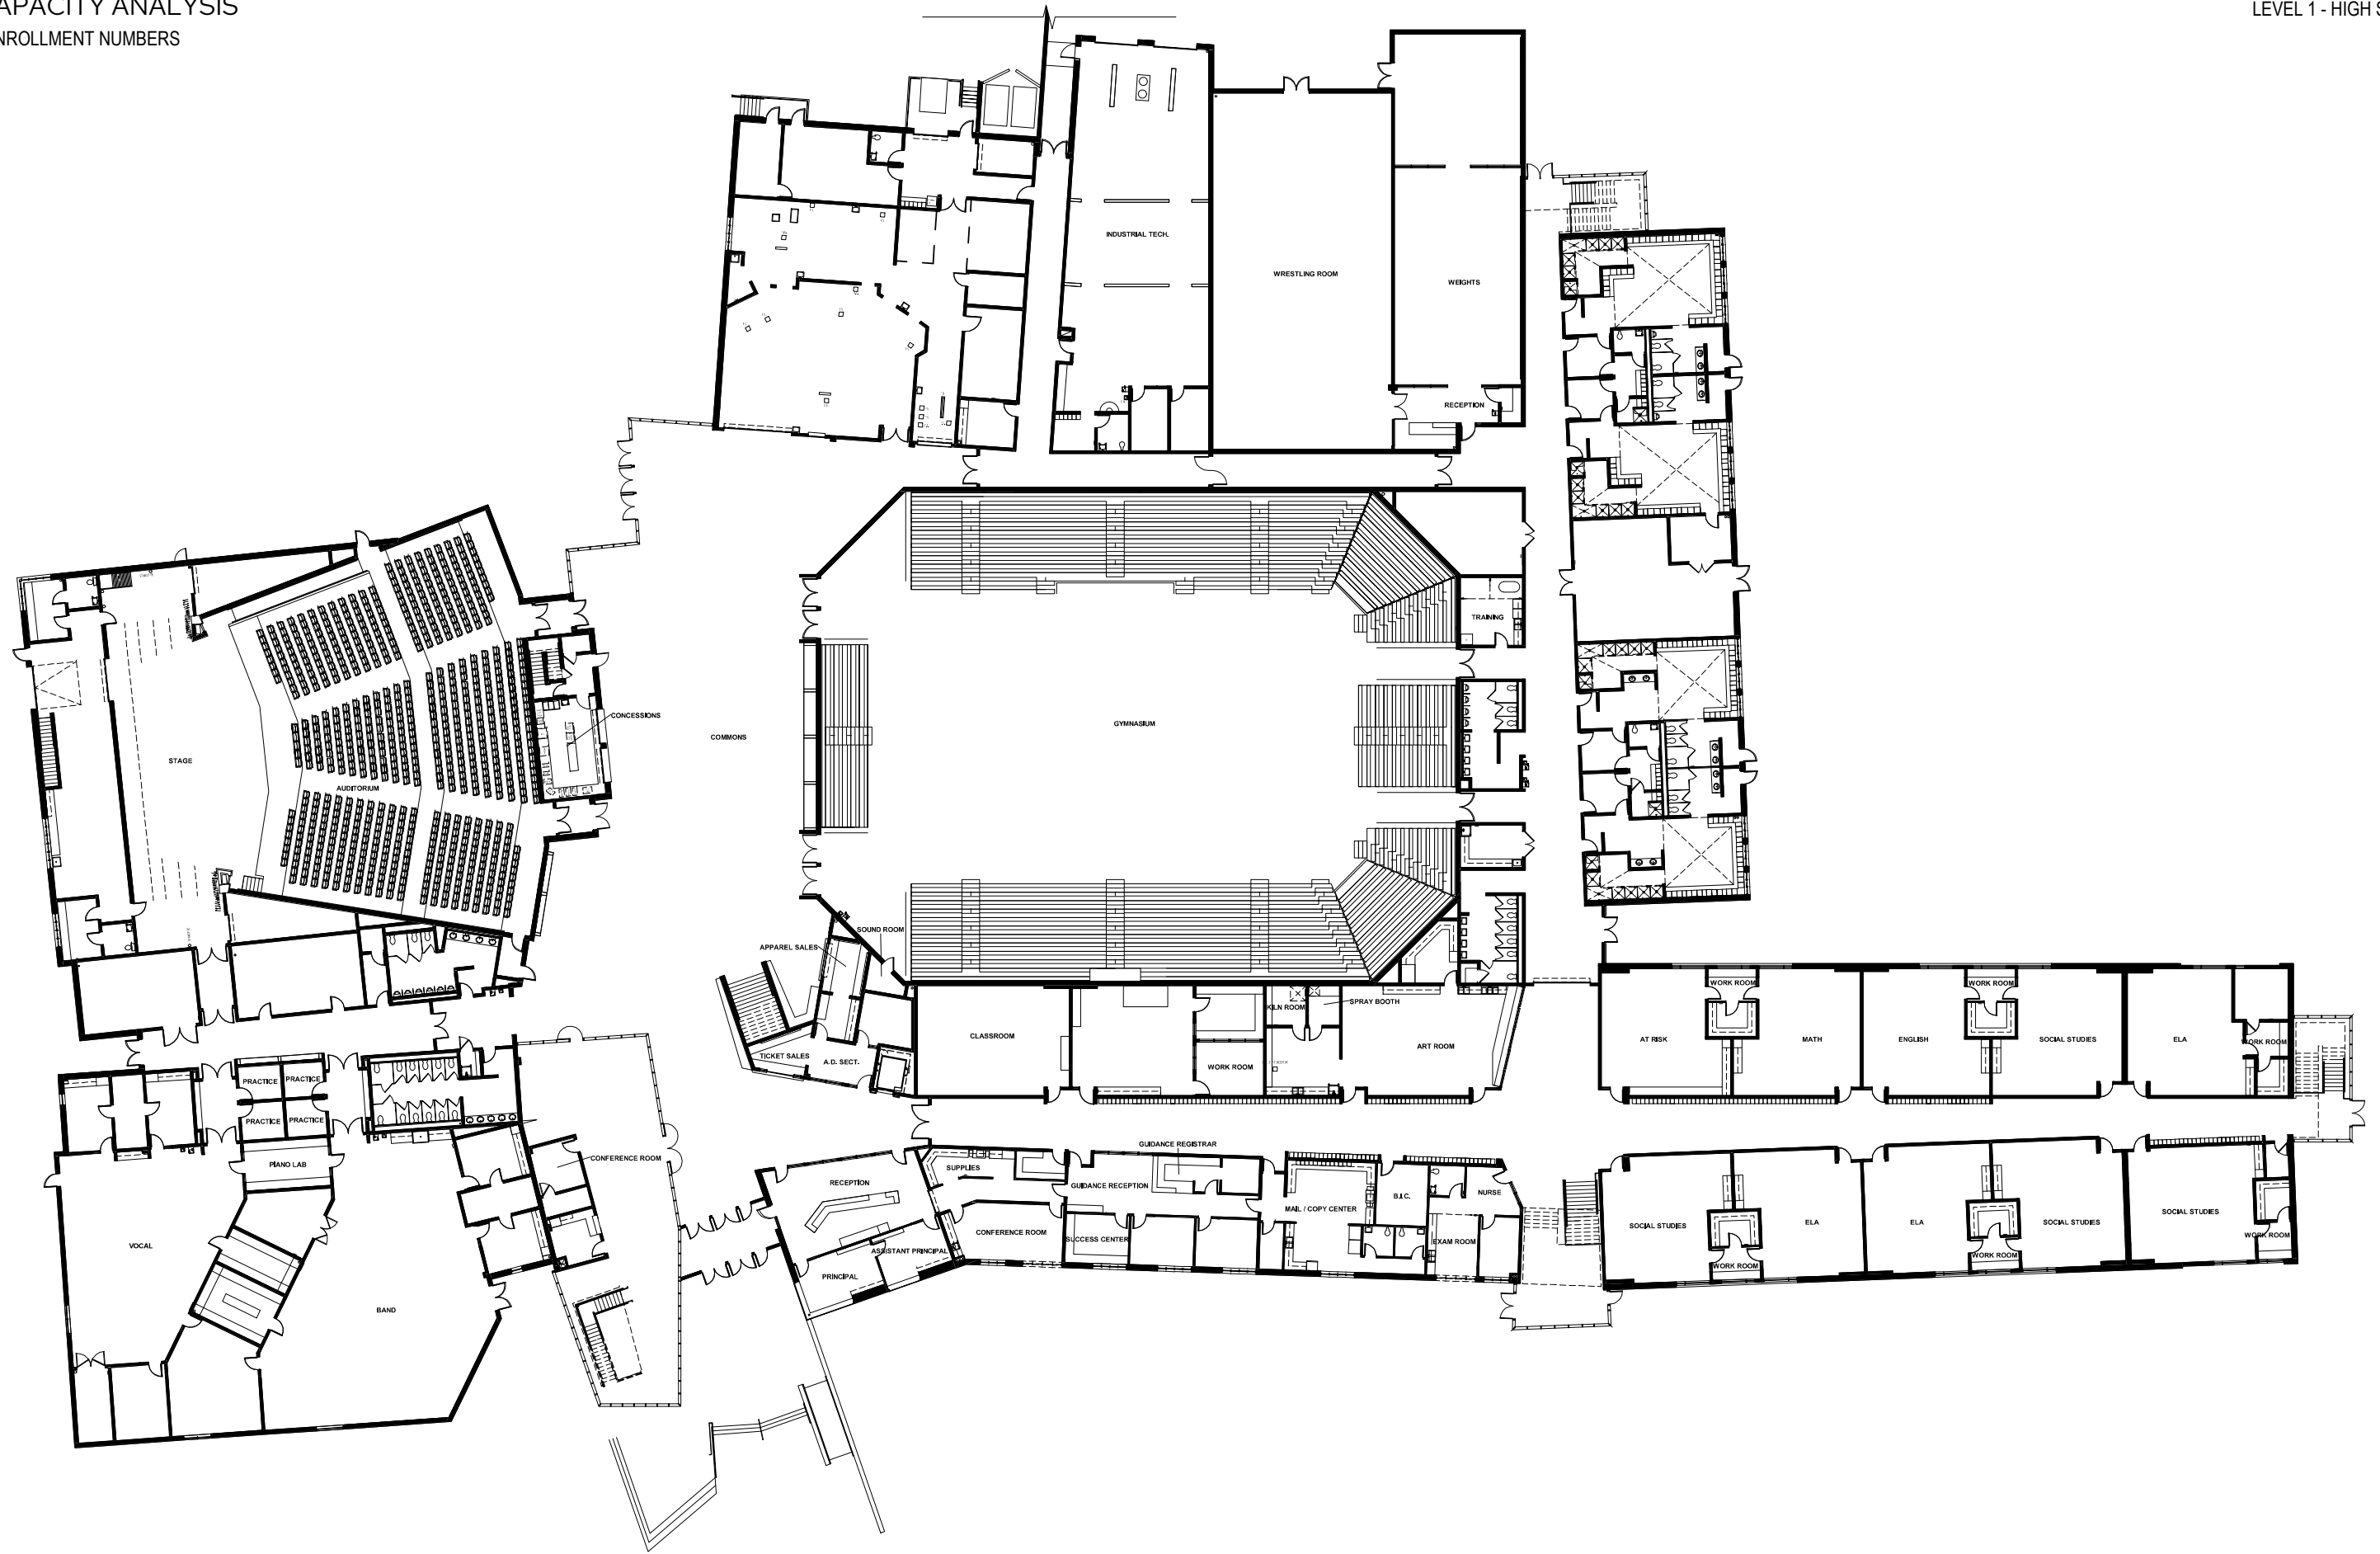 APACITY ANALYSIS
NROLLMENT NUMBERS
LEVEL 1 - HIGH S
INDUSTRIAL TECH.
WRESTLING ROOM
WEIGHTS
RECEPTION
TRAINING
GYMNASIUM
COMMONS
CONCESSIONS
STAGE
AUDITORIUM
SOUND ROOM
APPAREL SALES
TICKET SALES
A.D. SECT.
CLASSROOM
WORK ROOM
KILN ROOM
SPRAY BOOTH
ART ROOM
AT RISK
WORK ROOM
MATH
ENGLISH
WORK ROOM
SOCIAL STUDIES
ELA
WORK ROOM
PRACTICE
PRACTICE
PRACTICE
PRACTICE
PIANO LAB
VOCAL
BAND
CONFERENCE ROOM
RECEPTION
PRINCIPAL
ASSISTANT PRINCIPAL
SUPPLIES
CONFERENCE ROOM
GUIDANCE REGISTRAR
GUIDANCE RECEPTION
SUCCESS CENTER
MAIL / COPY CENTER
B.I.C.
NURSE
EXAM ROOM
SOCIAL STUDIES
WORK ROOM
ELA
ELA
WORK ROOM
SOCIAL STUDIES
SOCIAL STUDIES
WORK ROOM